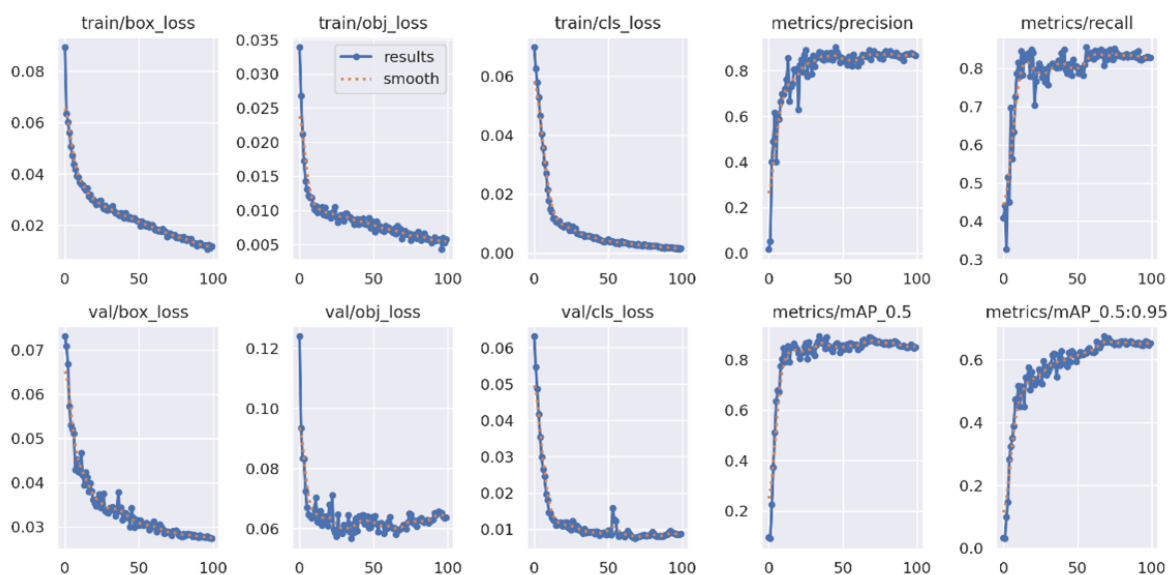 train/box_loss
train/obj_loss
train/cls_loss
metrics/precision
metrics/recall
0.08
0.06
0.04
0.02
0 50 100
0.035
0.030
0.025
0.020
0.015
0.010
0.005
0 50 100
results
smooth
0.06
0.04
0.02
0.00
0 50 100
0.8
0.6
0.4
0.2
0.0
0 50 100
0.8
0.7
0.6
0.5
0.4
0.3
0 50 100
val/box_loss
val/obj_loss
val/cls_loss
metrics/mAP_0.5
metrics/mAP_0.5:0.95
0.07
0.06
0.05
0.04
0.03
0 50 100
0.12
0.10
0.08
0.06
0 50 100
0.06
0.05
0.04
0.03
0.02
0.01
0 50 100
0.8
0.6
0.4
0.2
0 50 100
0.6
0.4
0.2
0.0
0 50 100